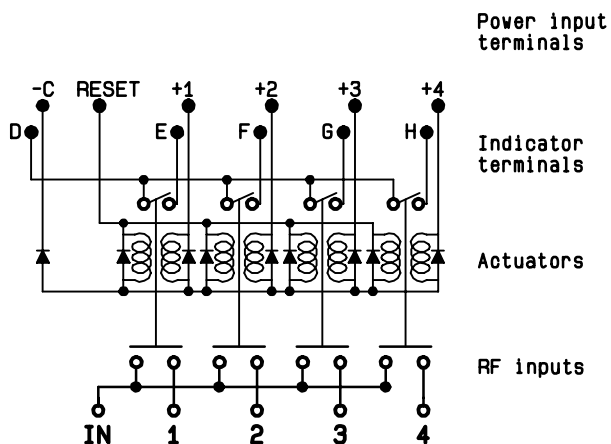 Power input
terminals
-C RESET +1 +2 +3 +4
D E F G H
Indicator
terminals
Actuators
RF inputs
IN 1 2 3 4